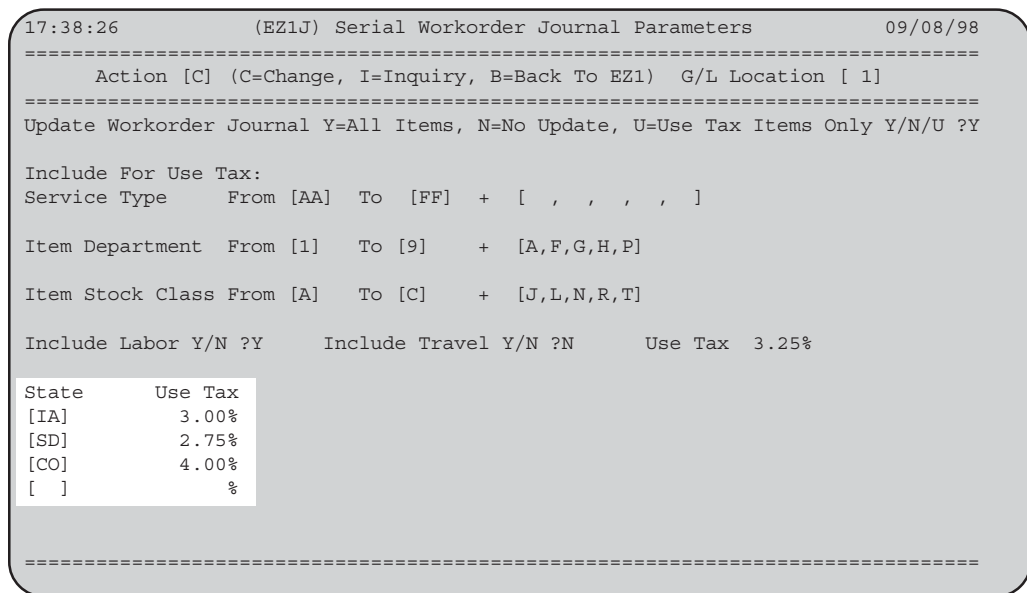 17:38:26 (EZ1J) Serial Workorder Journal Parameters 09/08/98
================================================================================
Action [C] (C=Change, I=Inquiry, B=Back To EZ1) G/L Location [ 1]
================================================================================
Update Workorder Journal Y=All Items, N=No Update, U=Use Tax Items Only Y/N/U ?Y
Include For Use Tax:
Service Type From [AA] To [FF] + [ , , , , ]
Item Department From [1] To [9] + [A,F,G,H,P]
Item Stock Class From [A] To [C] + [J,L,N,R,T]
Include Labor Y/N ?Y Include Travel Y/N ?N Use Tax 3.25%
State Use Tax
[IA] 3.00%
[SD] 2.75%
[CO] 4.00%
[ ] %
================================================================================